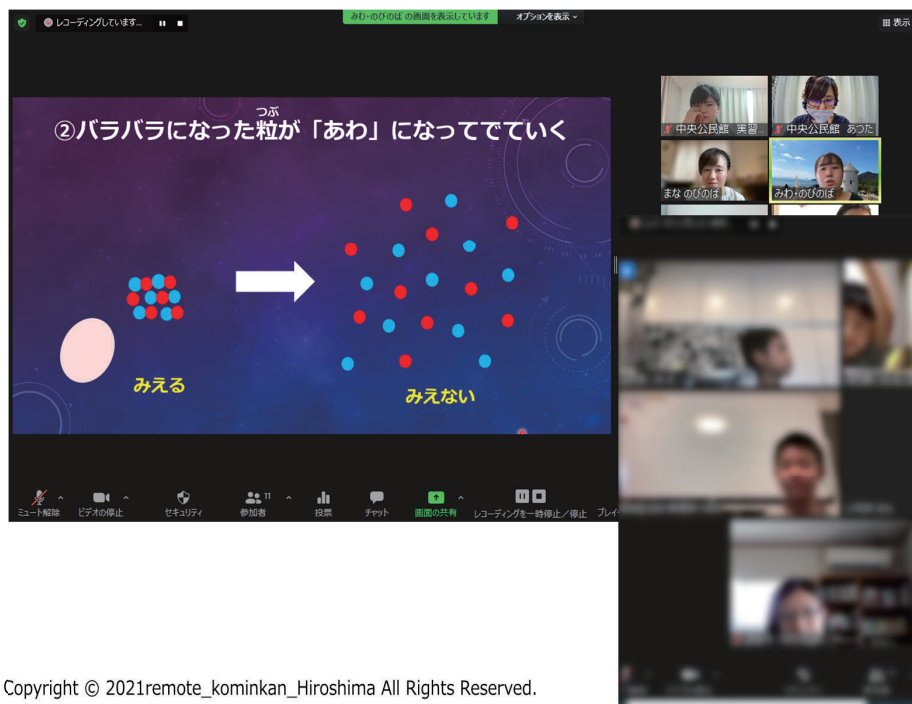 レコーディングしています...
みわ・のびのば の画面を表示しています
オプションを表示
表示
つぶ
②バラバラになった粒が「あわ」になってでていく
みえる
みえない
中央公民館 実習...
中央公民館 あつた
まな のびのば
みわ・のびのば
ミュート解除
ビデオの停止
セキュリティ
11
参加者
投票
チャット
画面の共有
レコーディングを一時停止/停止
ブレイ
Copyright © 2021remote_kominkan_Hiroshima All Rights Reserved.